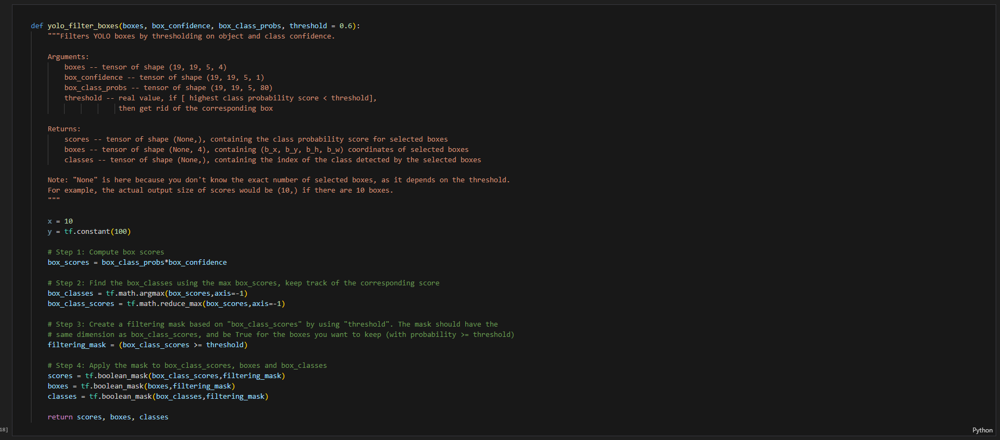 def yolo_filter_boxes(boxes, box_confidence, box_class_probs, threshold = 0.6):
    """Filters YOLO boxes by thresholding on object and class confidence.

    Arguments:
        boxes -- tensor of shape (19, 19, 5, 4)
        box_confidence -- tensor of shape (19, 19, 5, 1)
        box_class_probs -- tensor of shape (19, 19, 5, 80)
        threshold -- real value, if [ highest class probability score < threshold],
                     then get rid of the corresponding box

    Returns:
        scores -- tensor of shape (None,), containing the class probability score for selected boxes
        boxes -- tensor of shape (None, 4), containing (b_x, b_y, b_h, b_w) coordinates of selected boxes
        classes -- tensor of shape (None,), containing the index of the class detected by the selected boxes

    Note: "None" is here because you don't know the exact number of selected boxes, as it depends on the threshold.
    For example, the actual output size of scores would be (10,) if there are 10 boxes.
    """

    x = 10
    y = tf.constant(100)

    # Step 1: Compute box scores
    box_scores = box_class_probs*box_confidence

    # Step 2: Find the box_classes using the max box_scores, keep track of the corresponding score
    box_classes = tf.math.argmax(box_scores,axis=-1)
    box_class_scores = tf.math.reduce_max(box_scores,axis=-1)

    # Step 3: Create a filtering mask based on "box_class_scores" by using "threshold". The mask should have the
    # same dimension as box_class_scores, and be True for the boxes you want to keep (with probability >= threshold)
    filtering_mask = (box_class_scores >= threshold)

    # Step 4: Apply the mask to box_class_scores, boxes and box_classes
    scores = tf.boolean_mask(box_class_scores,filtering_mask)
    boxes = tf.boolean_mask(boxes,filtering_mask)
    classes = tf.boolean_mask(box_classes,filtering_mask)

    return scores, boxes, classes
18]
Python